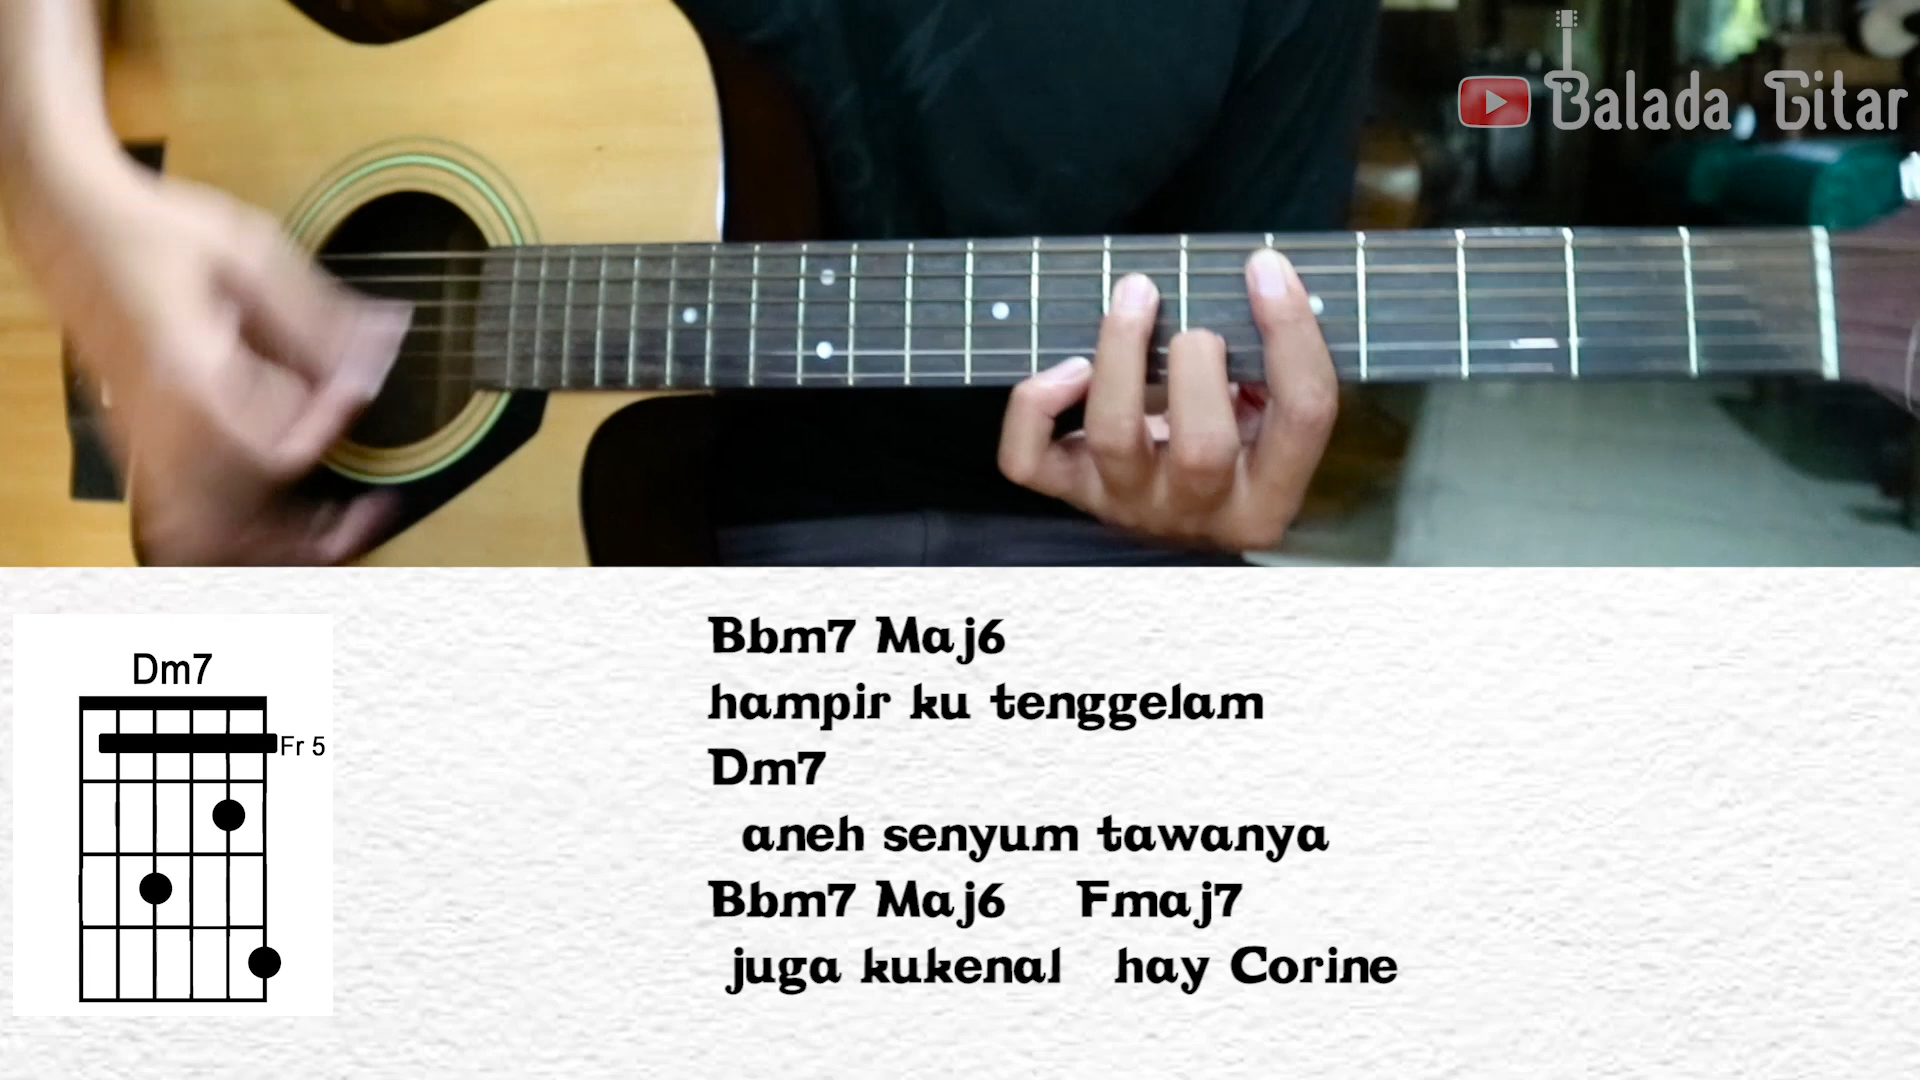 Balada Gitar
Dm7
Fr 5
Bbm7 Maj6
hampir ku tenggelam
Dm7
aneh senyum tawanya
Bbm7 Maj6 Fmaj7
juga kukenal hay Corine